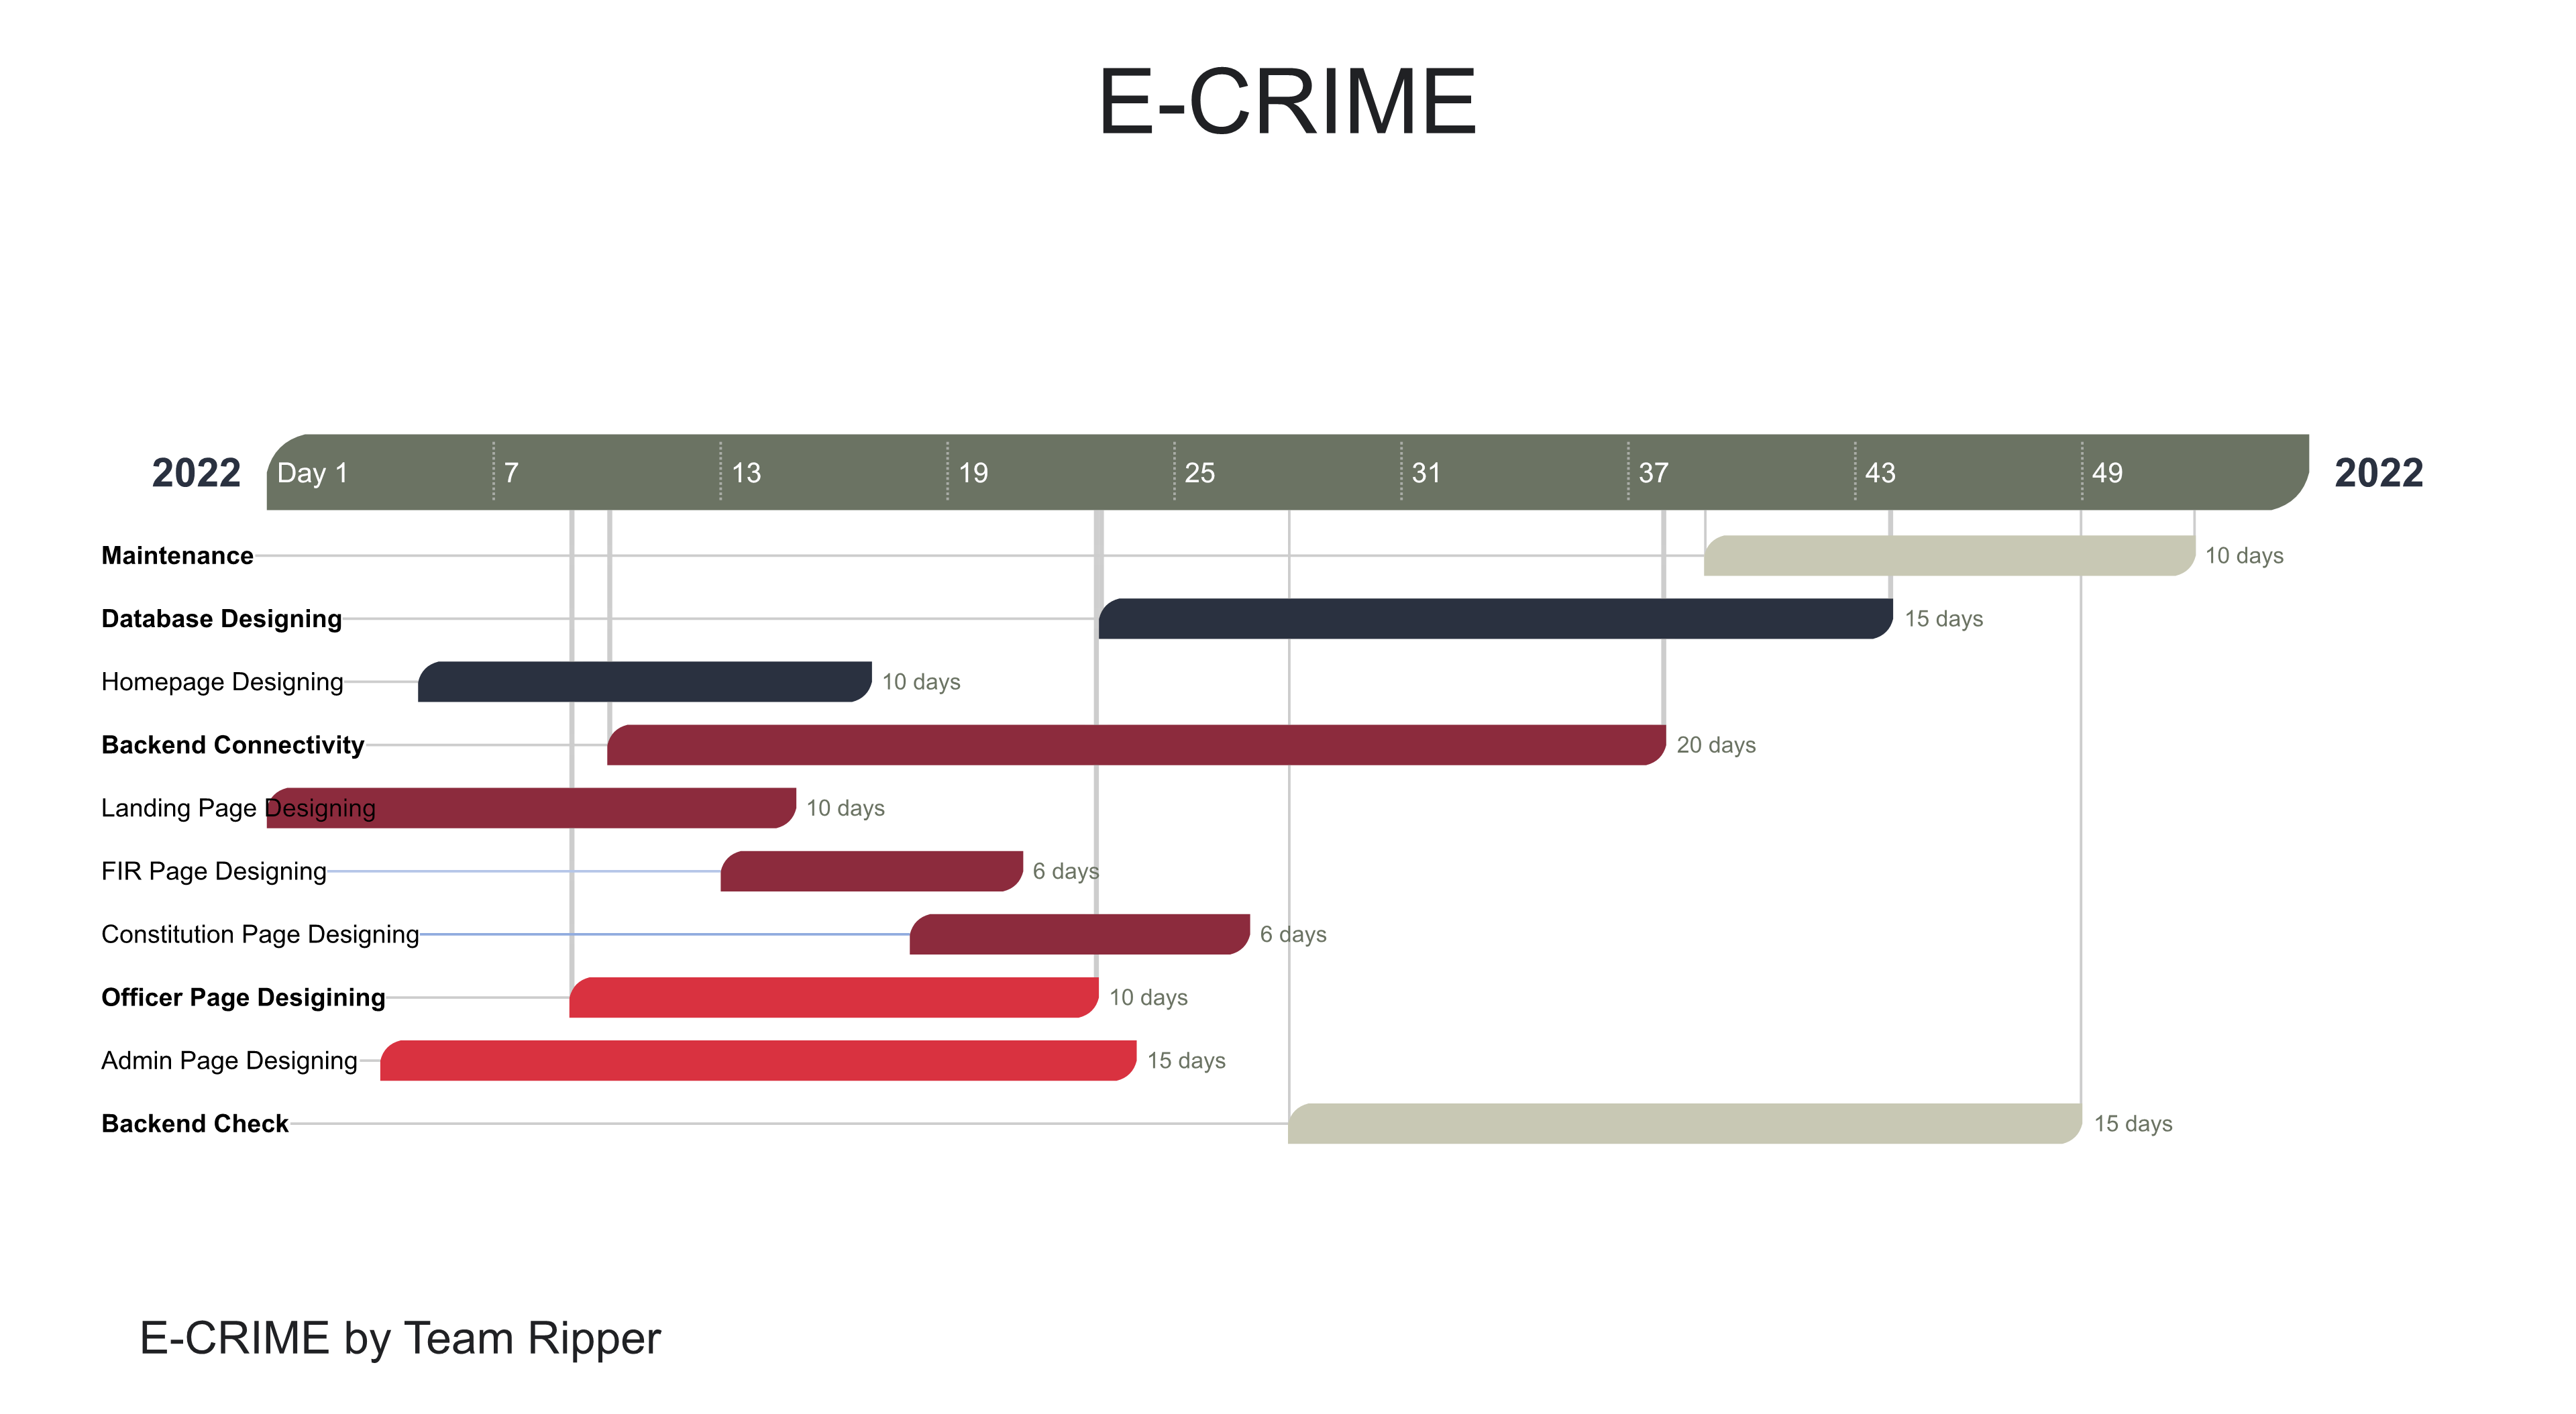 E-CRIME
2022 Day 1 7 13 19 25 31 37 43 49 2022
Maintenance 10 days
Database Designing 15 days
Homepage Designing 10 days
Backend Connectivity 20 days
Landing Page Designing 10 days
FIR Page Designing 6 days
Constitution Page Designing 6 days
Officer Page Desigining 10 days
Admin Page Designing 15 days
Backend Check 15 days
E-CRIME by Team Ripper